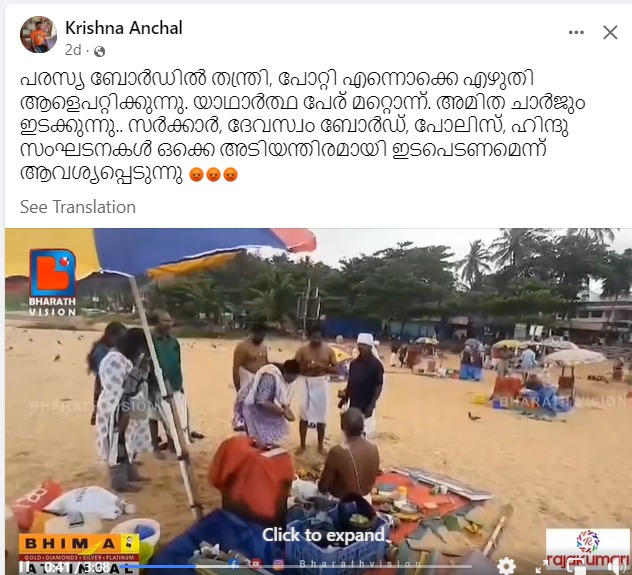 Krishna Anchal
2d ·
പരസ്യ ബോർഡിൽ തന്ത്രി, പോറ്റി എന്നൊക്കെ എഴുതി
ആളെപറ്റിക്കുന്നു. യാഥാർത്ഥ പേര് മറ്റൊന്ന്. അമിത ചാർജും
ഇടക്കുന്നു.. സർക്കാർ, ദേവസ്വം ബോർഡ്, പോലിസ്, ഹിന്ദു
സംഘടനകൾ ഒക്കെ അടിയന്തിരമായി ഇടപെടണമെന്ന്
ആവശ്യപ്പെടുന്നു 😡😡😡
See Translation
BHARATH
VISION
BHARATH VISION
BHARATH VISION
Click to expand
BHIMA
GOLD • DIAMONDS • SILVER • PLATINUM
0:41 / 3:08
Bharathvision
rajakumari